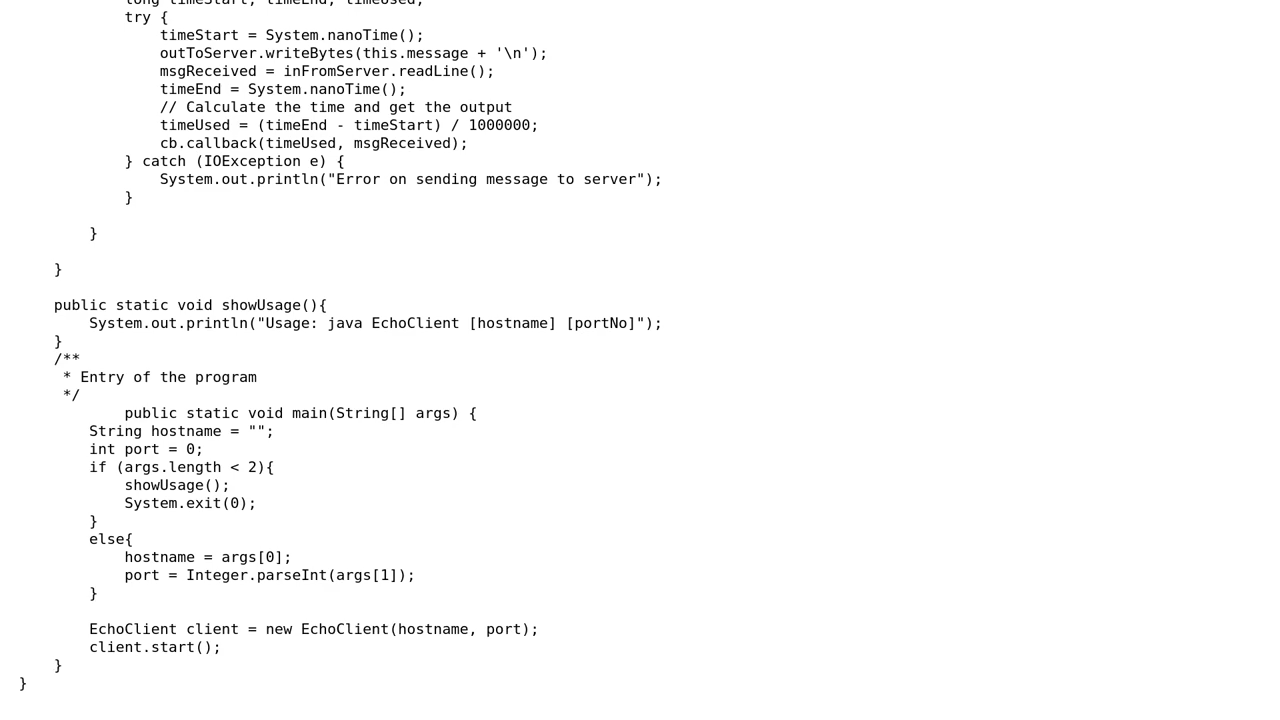 long timeStart, timeEnd, timeUsed;
try {
timeStart = System.nanoTime();
outToServer.writeBytes(this.message + '\n');
msgReceived = inFromServer.readLine();
timeEnd = System.nanoTime();
// Calculate the time and get the output
timeUsed = (timeEnd - timeStart) / 1000000;
cb.callback(timeUsed, msgReceived);
} catch (IOException e) {
System.out.println("Error on sending message to server");
}
}
}
public static void showUsage(){
System.out.println("Usage: java EchoClient [hostname] [portNo]");
}
/**
* Entry of the program
*/
public static void main(String[] args) {
String hostname = "";
int port = 0;
if (args.length < 2){
showUsage();
System.exit(0);
}
else{
hostname = args[0];
port = Integer.parseInt(args[1]);
}
EchoClient client = new EchoClient(hostname, port);
client.start();
}
}